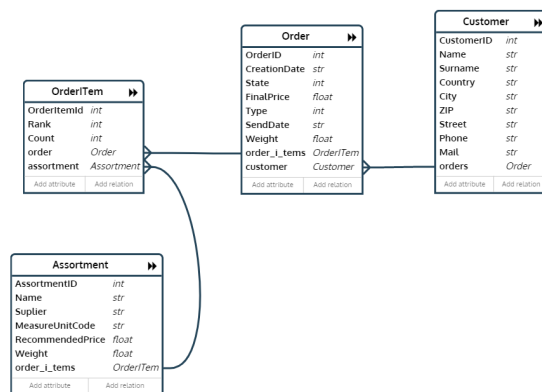 Customer
CustomerID int
Name str
Surname str
Country str
City str
ZIP str
Street str
Phone str
Mail str
orders Order
Add attribute Add relation
Order
OrderID int
CreationDate str
State int
FinalPrice float
Type int
SendDate str
Weight float
order_i_tems OrderITem
customer Customer
Add attribute Add relation
OrderITem
OrderItemId int
Rank int
Count int
order Order
assortment Assortment
Add attribute Add relation
Assortment
AssortmentID int
Name str
Suplier str
MeasureUnitCode str
RecommendedPrice float
Weight float
order_i_tems OrderITem
Add attribute Add relation